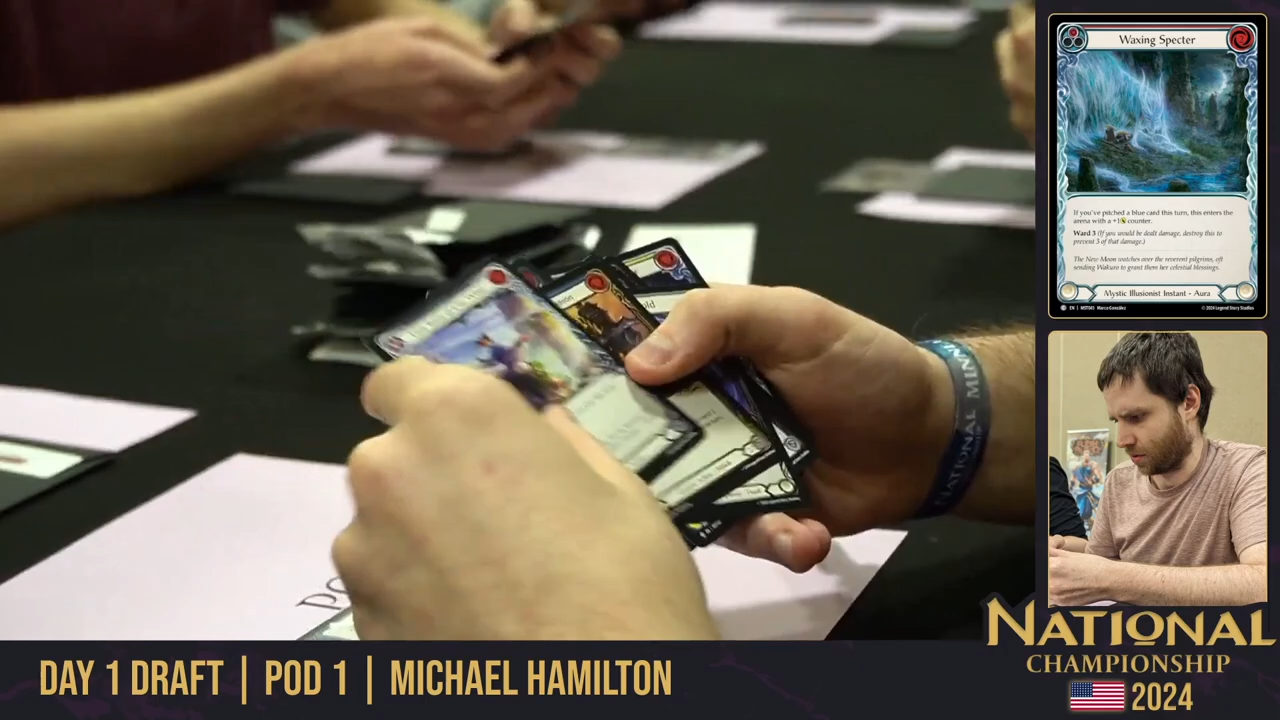 Waxing Specter
If you've pitched a blue card this turn, this enters the
arena with a +1 counter.
Ward 3 (If you would be dealt damage, destroy this to
prevent 3 of that damage.)
The New Moon watches over the reverent pilgrims, oft
sending Wakuro to grant them her celestial blessings.
Mystic Illusionist Instant - Aura
NATIONAL MINN
NATIONAL
CHAMPIONSHIP
2024
DAY 1 DRAFT | POD 1 | MICHAEL HAMILTON